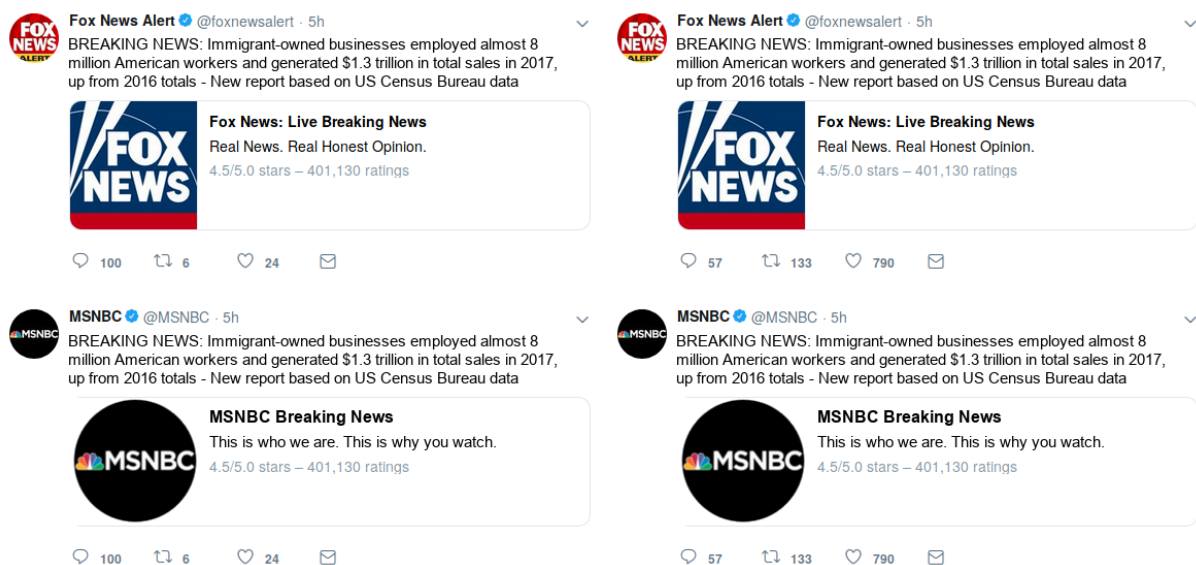 FOX
NEWS
ALERT
Fox News Alert @foxnewsalert · 5h
BREAKING NEWS: Immigrant-owned businesses employed almost 8
million American workers and generated $1.3 trillion in total sales in 2017,
up from 2016 totals - New report based on US Census Bureau data
FOX
NEWS
Fox News: Live Breaking News
Real News. Real Honest Opinion.
4.5/5.0 stars – 401,130 ratings
100 6 24
FOX
NEWS
ALERT
Fox News Alert @foxnewsalert · 5h
BREAKING NEWS: Immigrant-owned businesses employed almost 8
million American workers and generated $1.3 trillion in total sales in 2017,
up from 2016 totals - New report based on US Census Bureau data
FOX
NEWS
Fox News: Live Breaking News
Real News. Real Honest Opinion.
4.5/5.0 stars – 401,130 ratings
57 133 790
MSNBC
MSNBC @MSNBC · 5h
BREAKING NEWS: Immigrant-owned businesses employed almost 8
million American workers and generated $1.3 trillion in total sales in 2017,
up from 2016 totals - New report based on US Census Bureau data
MSNBC
MSNBC Breaking News
This is who we are. This is why you watch.
4.5/5.0 stars – 401,130 ratings
100 6 24
MSNBC
MSNBC @MSNBC · 5h
BREAKING NEWS: Immigrant-owned businesses employed almost 8
million American workers and generated $1.3 trillion in total sales in 2017,
up from 2016 totals - New report based on US Census Bureau data
MSNBC
MSNBC Breaking News
This is who we are. This is why you watch.
4.5/5.0 stars – 401,130 ratings
57 133 790